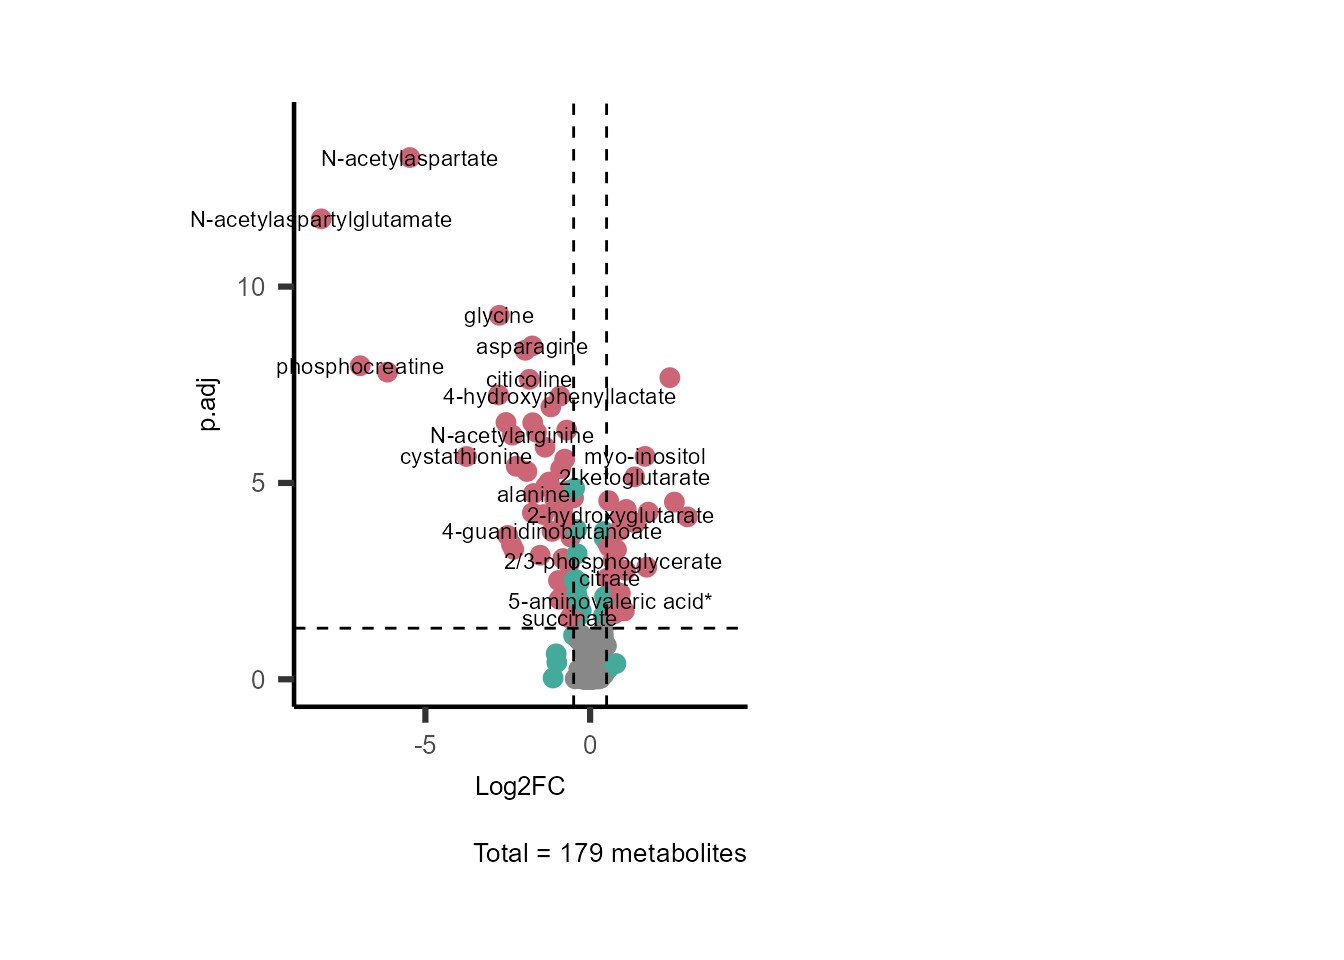 N-acetylaspartate
N-acetylaspartylglutamate
10
glycine
asparagine
phosphocreatine
citicoline
4-hydroxyphenyllactate
p.adj
N-acetylarginine
cystathionine
myo-inositol
2-ketoglutarate
5
alanine
2-hydroxyglutarate
4-guanidinobutanoate
2/3-phosphoglycerate
citrate
5-aminovaleric acid*
succinate
0
-5
0
Log2FC
Total = 179 metabolites